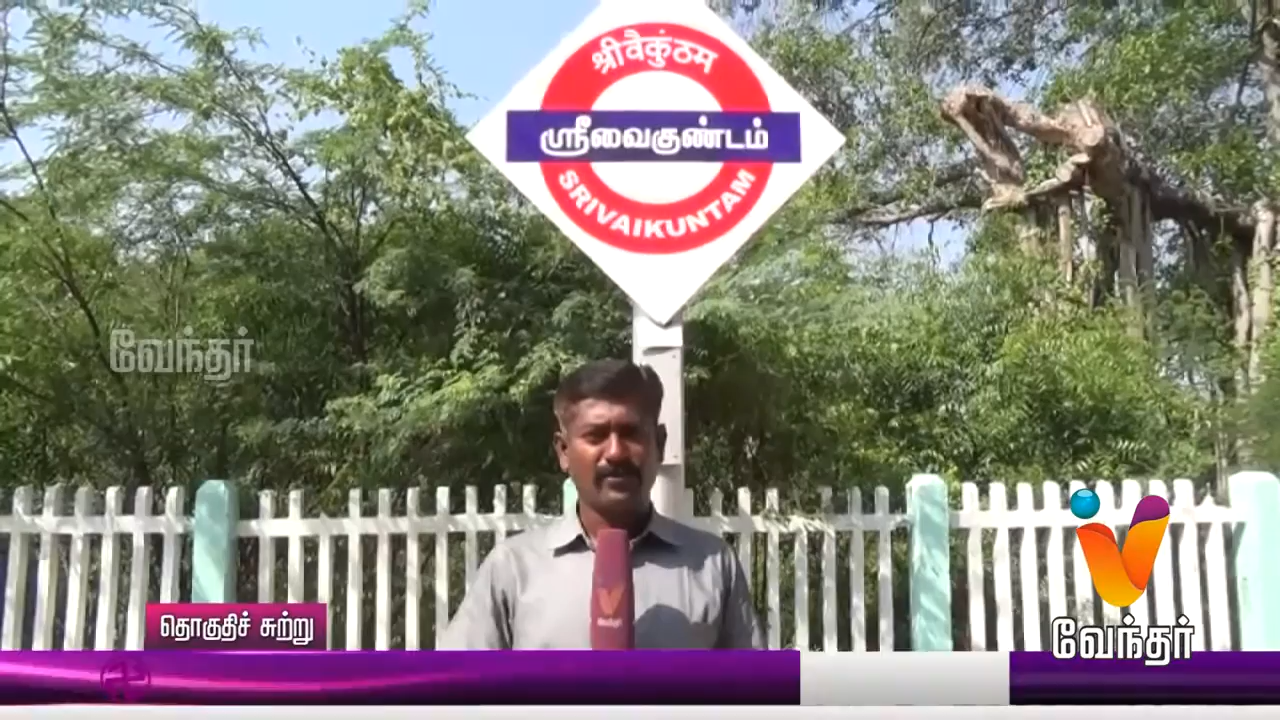 श्रीवैकुंठम
ஸ்ரீவைகுண்டம்
SRIVAIKUNTAM
வேந்தர்
தொகுதிச் சுற்று
வேந்தர்